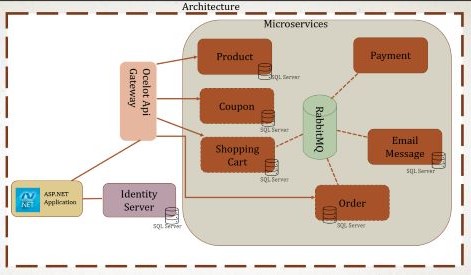 Architecture
Microservices
Product
SQL Server
Payment
Ocelot Api
Gateway
Coupon
SQL Server
RabbitMQ
Shopping
Cart
SQL Server
Email
Message
SQL Server
.NET
ASP.NET
Application
Identity
Server
SQL Server
Order
SQL Server